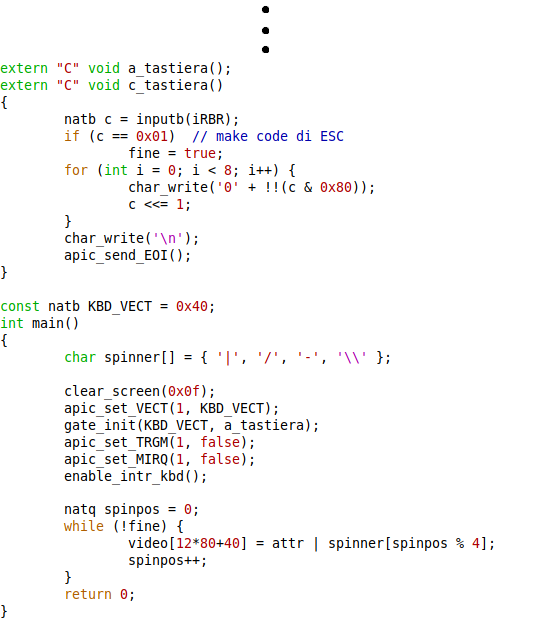 extern "C" void a_tastiera();
extern "C" void c_tastiera()
{
        natb c = inputb(iRBR);
        if (c == 0x01)  // make code di ESC
                fine = true;
        for (int i = 0; i < 8; i++) {
                char_write('0' + !!(c & 0x80));
                c <<= 1;
        }
        char_write('\n');
        apic_send_EOI();
}

const natb KBD_VECT = 0x40;
int main()
{
        char spinner[] = { '|', '/', '-', '\\' };

        clear_screen(0x0f);
        apic_set_VECT(1, KBD_VECT);
        gate_init(KBD_VECT, a_tastiera);
        apic_set_TRGM(1, false);
        apic_set_MIRQ(1, false);
        enable_intr_kbd();

        natq spinpos = 0;
        while (!fine) {
                video[12*80+40] = attr | spinner[spinpos % 4];
                spinpos++;
        }
        return 0;
}